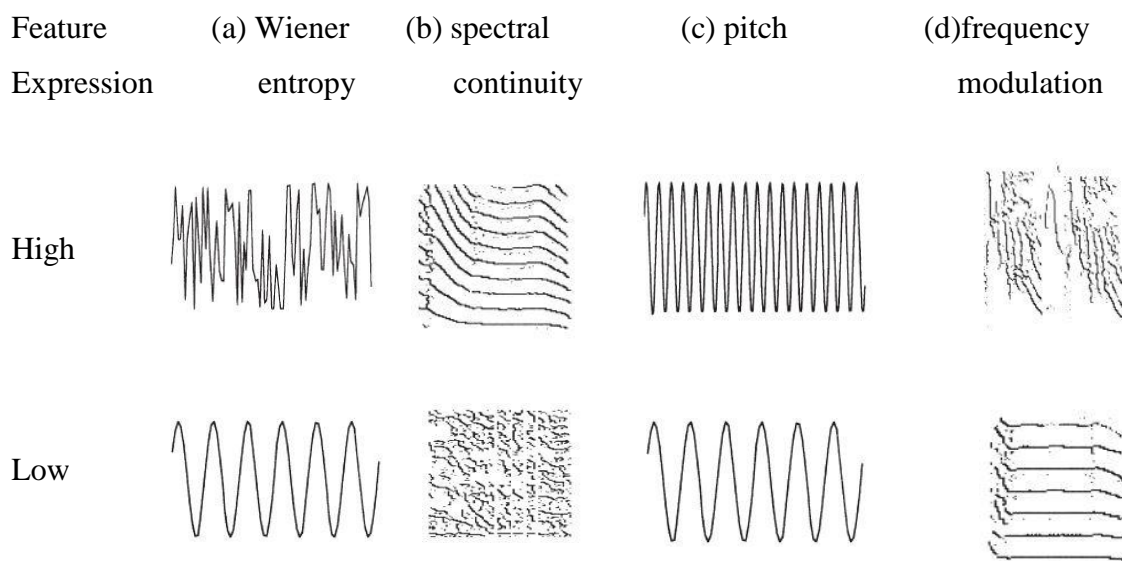 Feature (a) Wiener (b) spectral (c) pitch (d)frequency
Expression entropy continuity modulation
High
Low